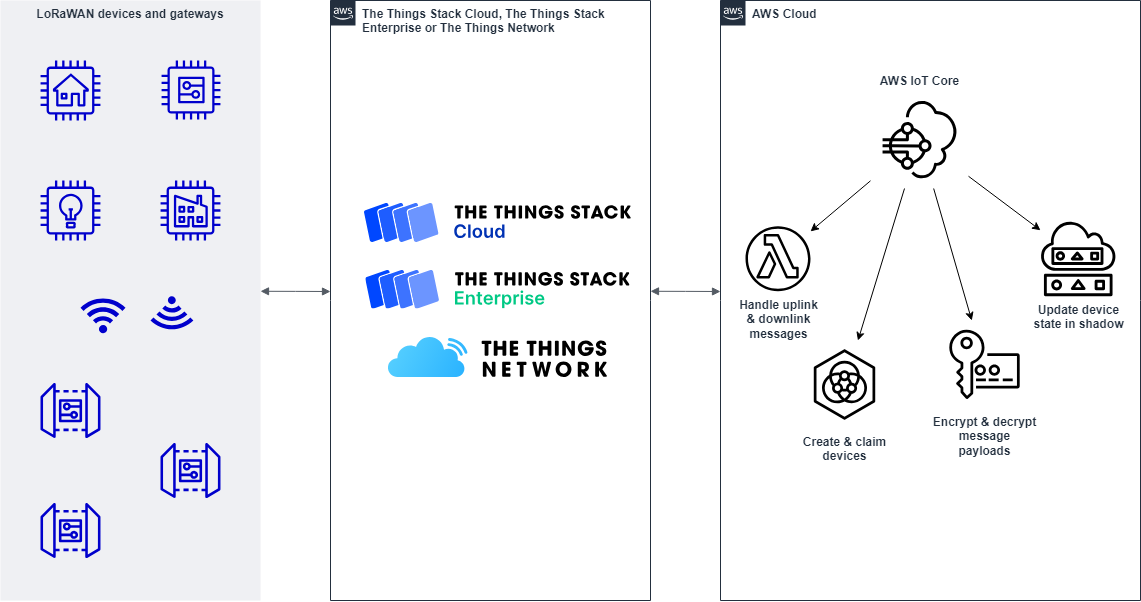 LoRaWAN devices and gateways
aws
The Things Stack Cloud, The Things Stack
Enterprise or The Things Network
THE THINGS STACK
Cloud
THE THINGS STACK
Enterprise
THE THINGS
NETWORK
aws
AWS Cloud
AWS IoT Core
Handle uplink
& downlink
messages
Create & claim
devices
Encrypt & decrypt
message
payloads
Update device
state in shadow